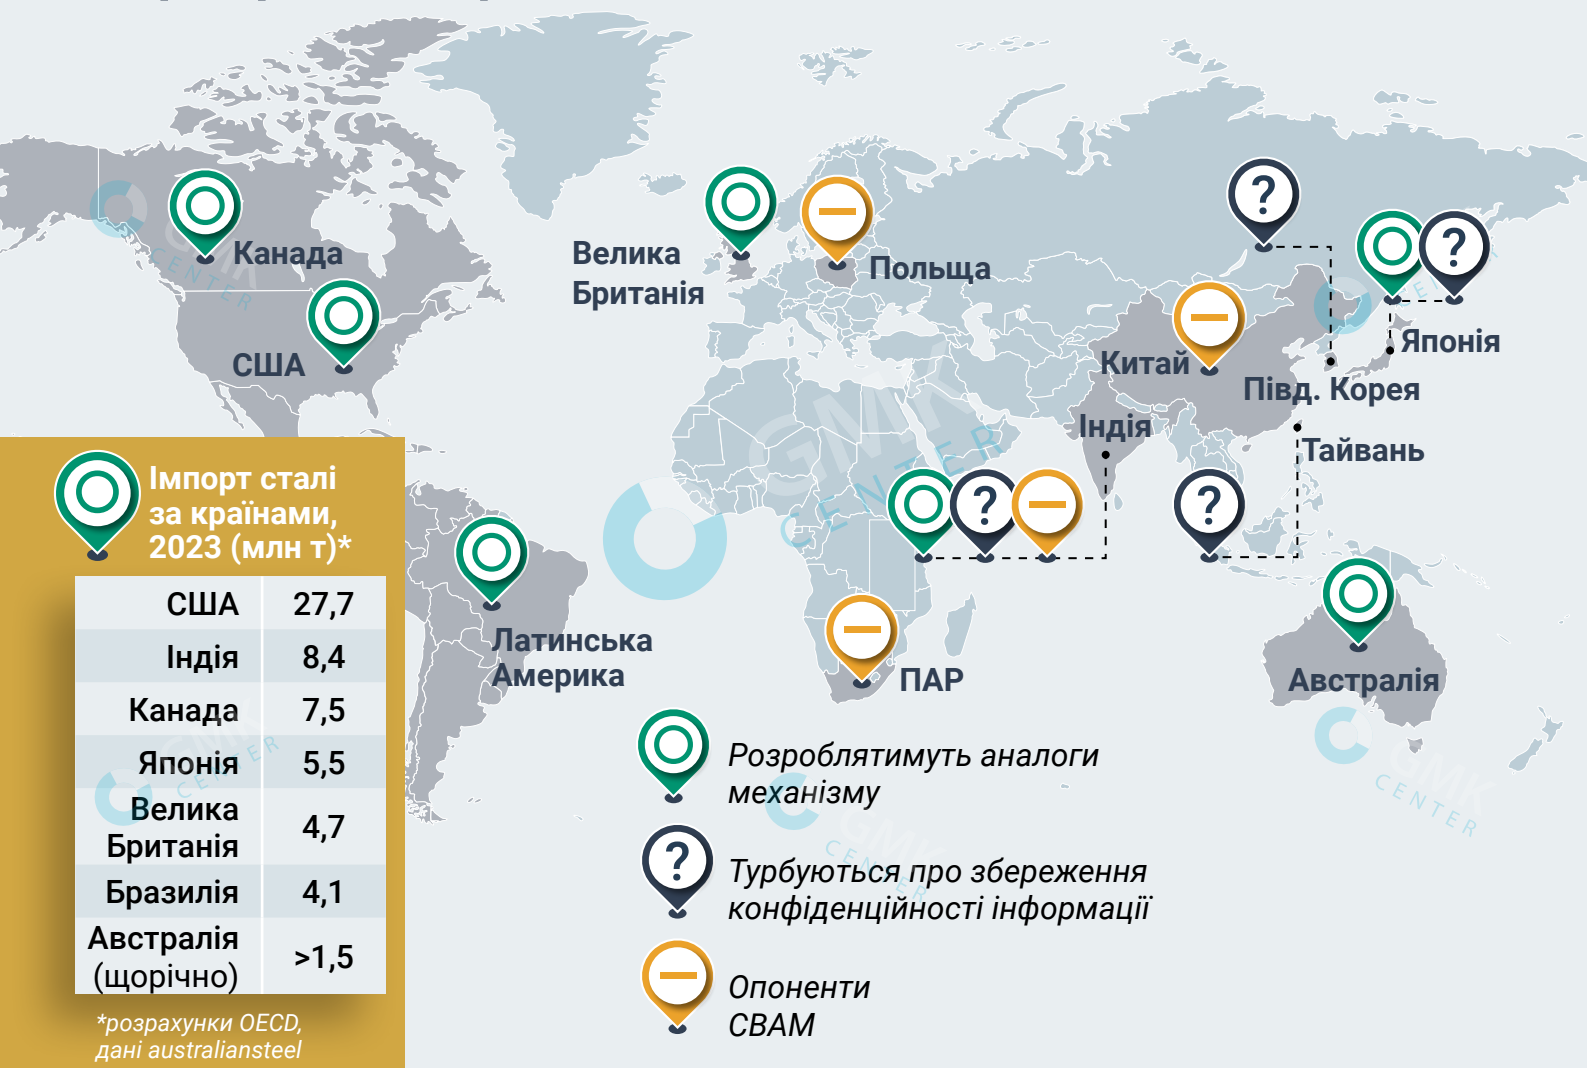 Канада
США
Велика
Британія
Польща
Китай
Японія
Півд. Корея
Індія
Тайвань
Латинська
Америка
ПАР
Австралія
Імпорт сталі
за країнами,
2023 (млн т)*
США 27,7
Індія 8,4
Канада 7,5
Японія 5,5
Велика
Британія 4,7
Бразилія 4,1
Австралія
(щорічно) >1,5
*розрахунки OECD,
дані australiansteel
Розроблятимуть аналоги
механізму
?
Турбуються про збереження
конфіденційності інформації
Опоненти
CBAM
GMK
CENTER